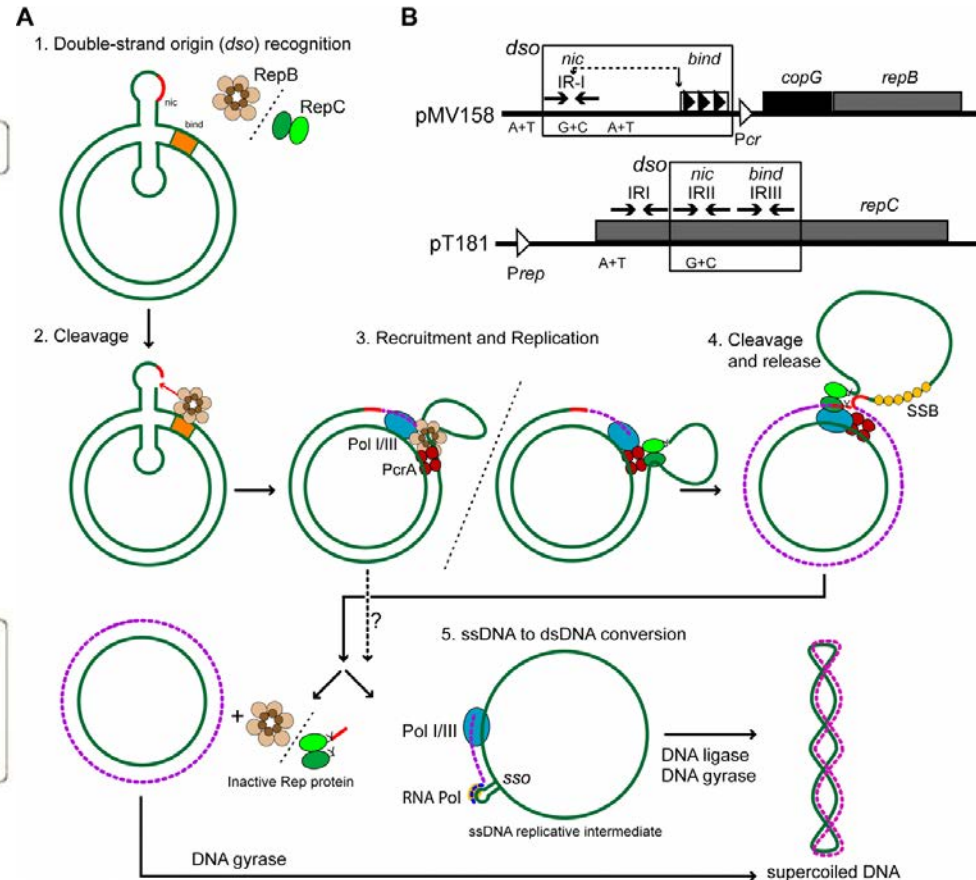 A
1. Double-strand origin (dso) recognition
nic
bind
RepB
RepC
B
dso
nic
bind
IR-I
copG
repB
pMV158
Pcr
A+T
G+C
A+T
dso
nic
bind
IRI
IRII
IRIII
repC
pT181
Prep
A+T
G+C
2. Cleavage
3. Recruitment and Replication
Pol I/III
PcrA
4. Cleavage
and release
SSB
?
+
Inactive Rep protein
5. ssDNA to dsDNA conversion
Pol I/III
RNA Pol
sso
ssDNA replicative intermediate
DNA ligase
DNA gyrase
DNA gyrase
supercoiled DNA